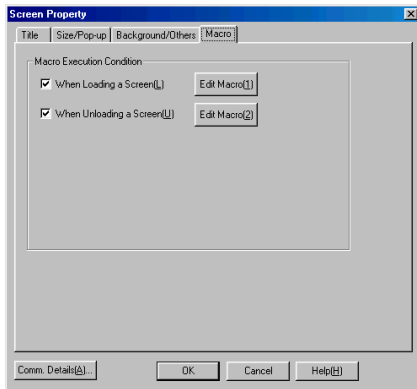 Screen Property
Title Size/Pop-up Background/Others Macro
Macro Execution Condition
When Loading a Screen(L) Edit Macro(1)
When Unloading a Screen(U) Edit Macro(2)
Comm. Details(A)... OK Cancel Help(H)